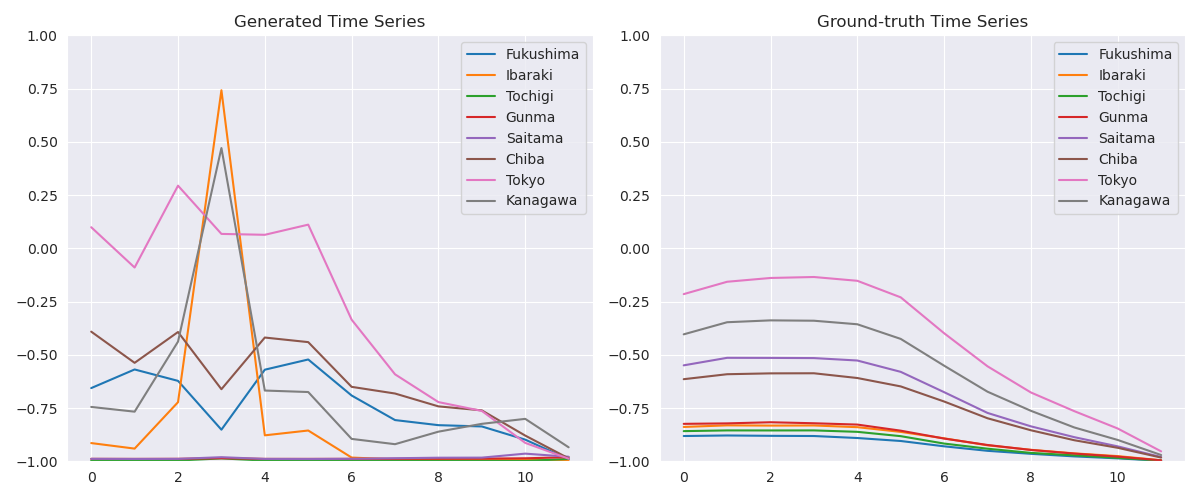 Generated Time Series
1.00
0.75
0.50
0.25
0.00
−0.25
−0.50
−0.75
−1.00
0 2 4 6 8 10
Fukushima
Ibaraki
Tochigi
Gunma
Saitama
Chiba
Tokyo
Kanagawa
Ground-truth Time Series
1.00
0.75
0.50
0.25
0.00
−0.25
−0.50
−0.75
−1.00
0 2 4 6 8 10
Fukushima
Ibaraki
Tochigi
Gunma
Saitama
Chiba
Tokyo
Kanagawa